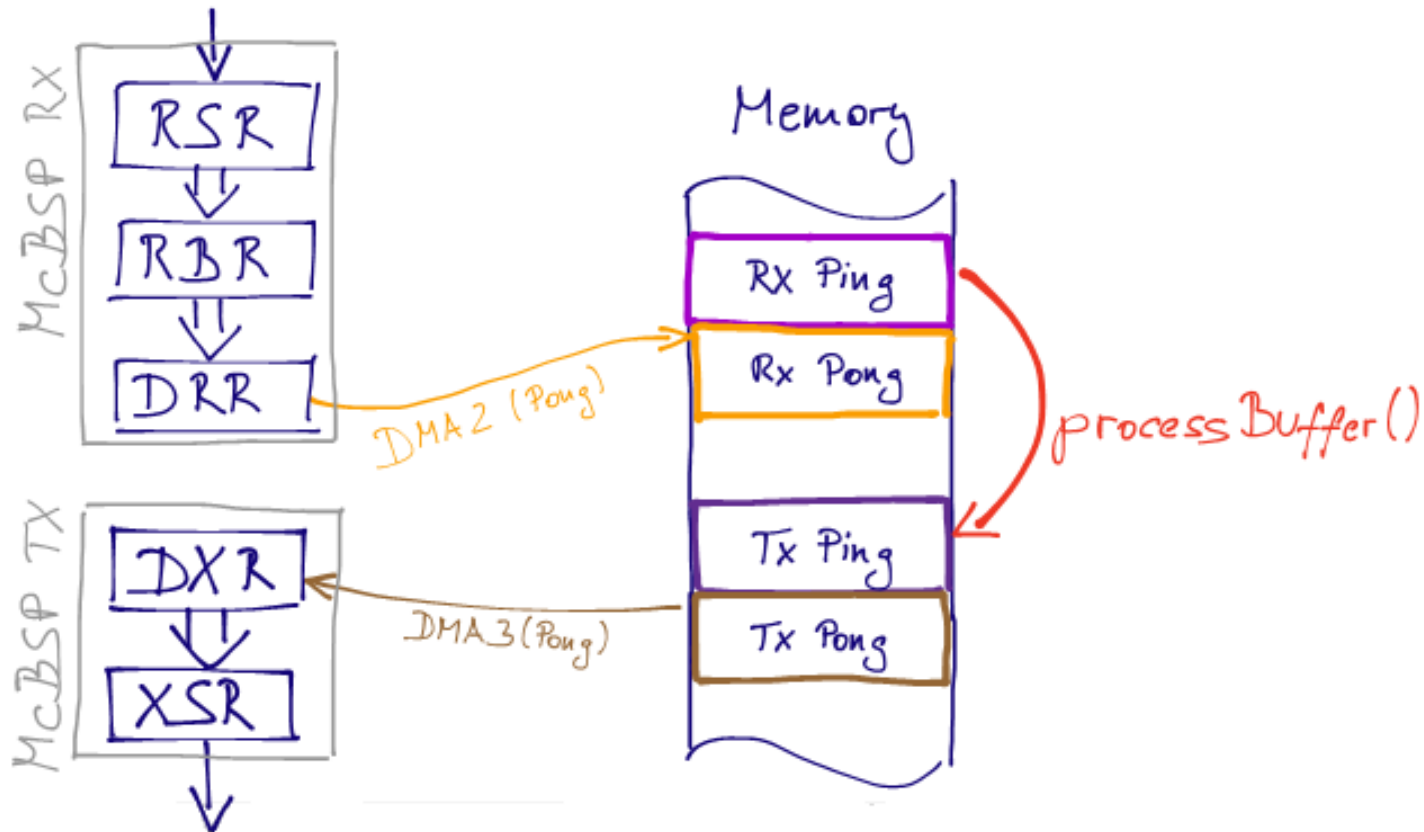 McBSP Rx
RSR
RBR
DRR
DMA2 (Pong)
Memory
Rx Ping
Rx Pong
processBuffer()
McBSP TX
DXR
XSR
DMA3(Pong)
Tx Ping
Tx Pong